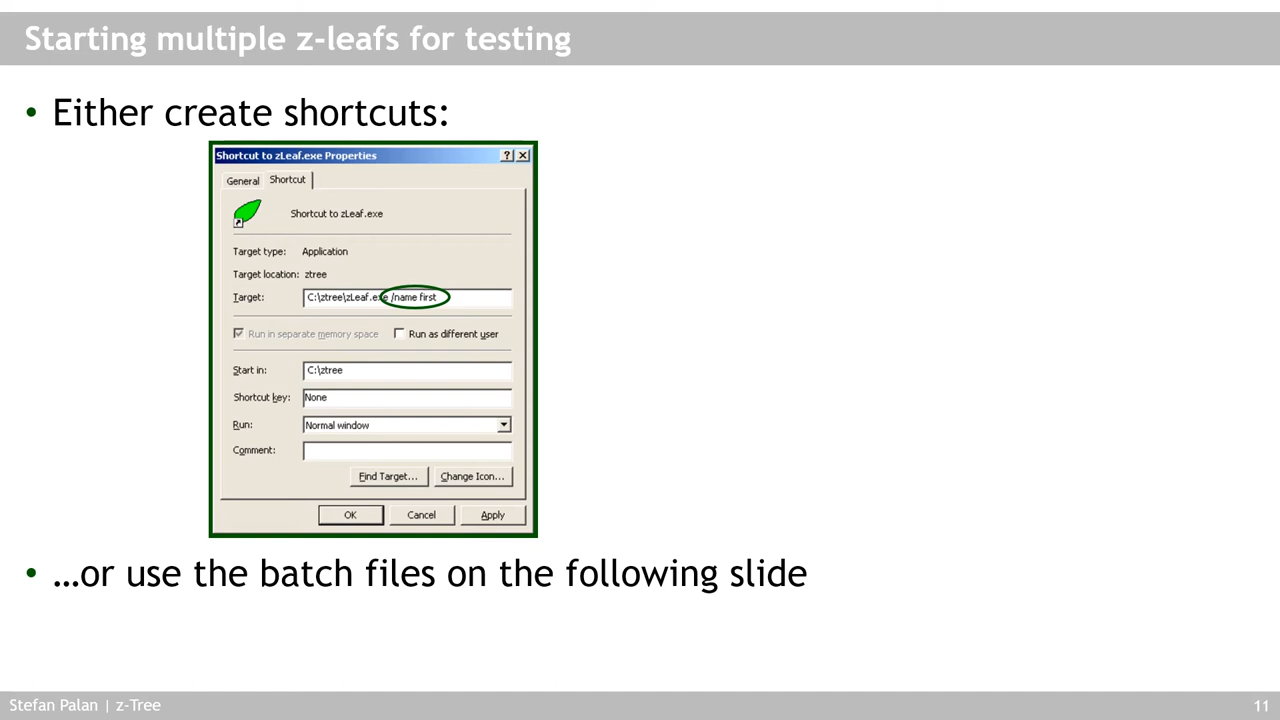 Starting multiple z-leafs for testing
• Either create shortcuts:
Shortcut to zLeaf.exe Properties
General Shortcut
Shortcut to zLeaf.exe
Target type: Application
Target location: ztree
Target: C:\ztree\zLeaf.exe /name first
Run in separate memory space Run as different user
Start in: C:\ztree
Shortcut key: None
Run: Normal window
Comment:
Find Target... Change Icon...
OK Cancel Apply
• …or use the batch files on the following slide
Stefan Palan | z-Tree 11